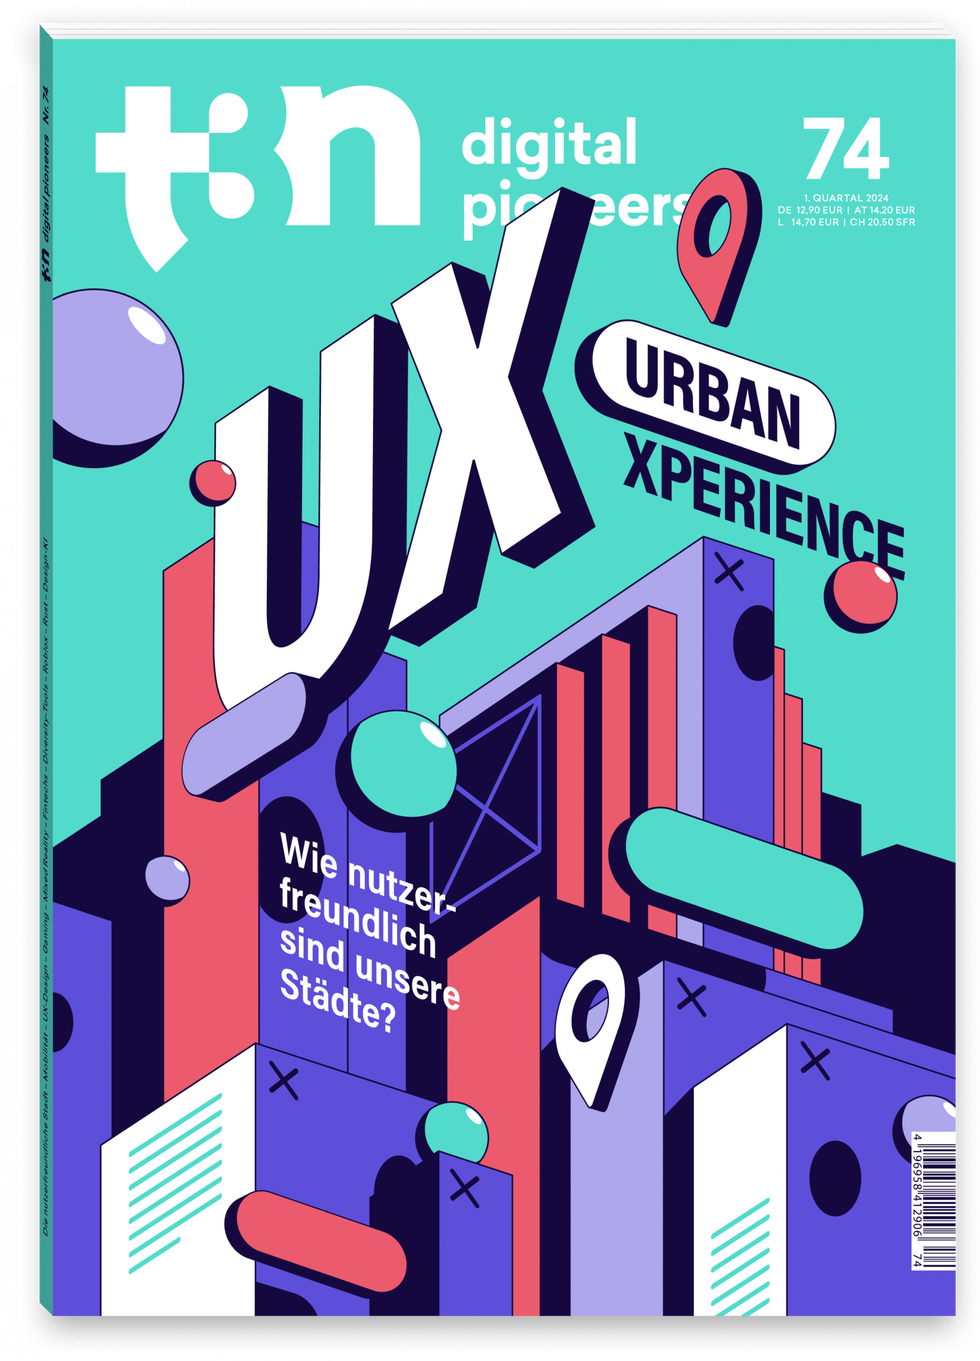 t3n
digital
pioneers
74
1. QUARTAL 2024
DE 12,90 EUR | AT 14,20 EUR
L 14,70 EUR | CH 20,50 SFR
UX
URBAN
XPERIENCE
Wie nutzer-
freundlich
sind unsere
Städte?
4 196958 412906 74
t3n digital pioneers Nr. 74
Die nutzerfreundliche Stadt – Mobilität – UX-Design – Gaming – Mixed Reality – Fintechs – Diversity-Tools – Roblox – Rust – Design-KI